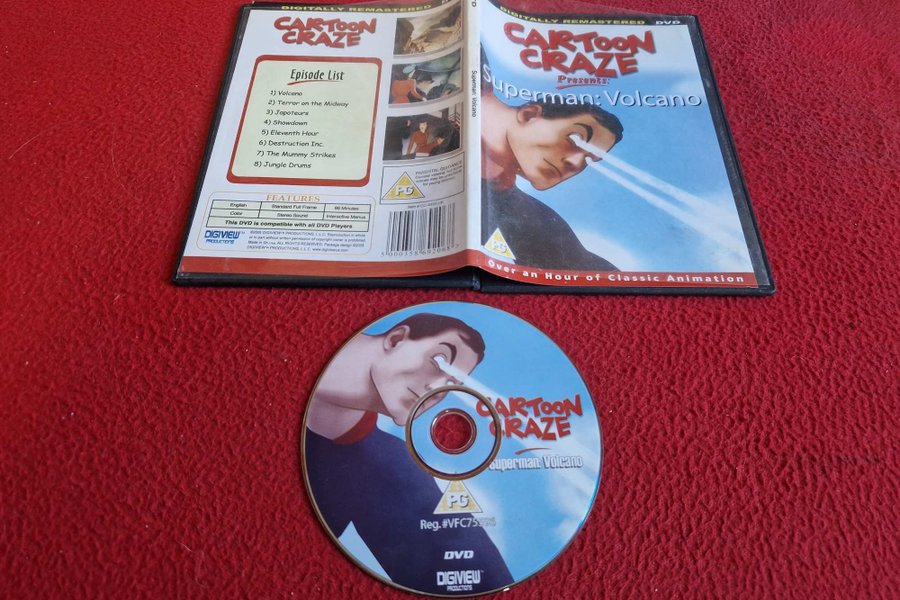 DIGITALLY REMASTERED
CARTOON
CRAZE
Episode List
1) Volcano
2) Terror on the Midway
3) Japoteurs
4) Showdown
5) Eleventh Hour
6) Destruction Inc.
7) The Mummy Strikes
8) Jungle Drums
FEATURES
English
Standard Full Frame
Color
Stereo Sound
Interactive Menus
This DVD is compatible with all DVD Players
DIGIVIEW
PRODUCTIONS
PARENTAL GUIDANCE
PG
Superman: Volcano
DIGITALLY REMASTERED DVD
CARTOON
CRAZE
Presents:
Superman: Volcano
PG
Over an Hour of Classic Animation
CARTOON
CRAZE
Superman: Volcano
PG
DVD
DIGIVIEW
PRODUCTIONS